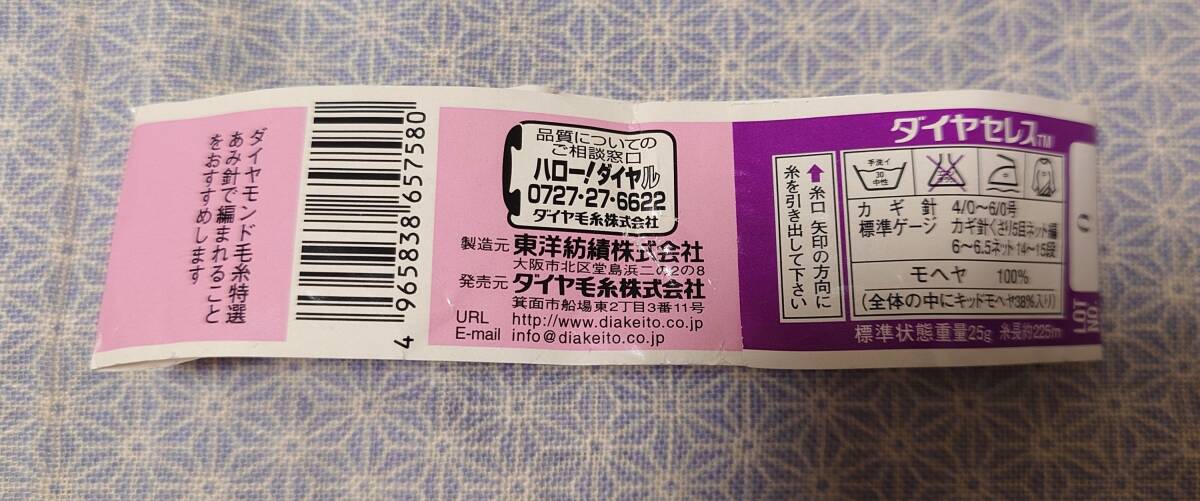 ダイヤモンド毛糸特選
あみ針で編まれること
をおすすめします
4 965838 657580
品質についての
ご相談窓口
ハロー!ダイヤル
0727・27・6622
ダイヤ毛糸株式会社
製造元 東洋紡績株式会社
大阪市北区堂島浜二の2の8
発売元 ダイヤ毛糸株式会社
箕面市船場東2丁目3番11号
URL http://www.diakeito.co.jp
E-mail info@diakeito.co.jp
↑糸口 矢印の方向に
糸を引き出して下さい
ダイヤセレス™
手洗イ
30
中性
カギ針 4/0〜6/0号
標準ゲージ カギ針くさり5目ネット編
6〜6.5ネット 14〜15段
モヘヤ 100%
(全体の中にキッドモヘヤ38%入り)
標準状態重量25g 糸長約225m
LOT
NO.